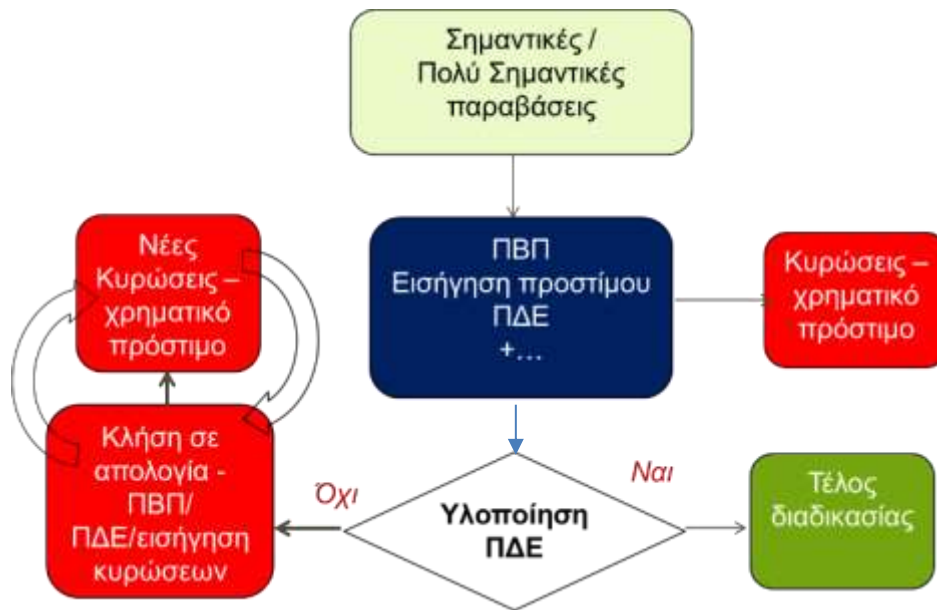 Σημαντικές /
Πολύ Σημαντικές
παραβάσεις
Νέες
Κυρώσεις –
χρηματικό
πρόστιμο
ΠΒΠ
Εισήγηση προστίμου
ΠΔΕ
+...
Κυρώσεις –
χρηματικό
πρόστιμο
Κλήση σε
απολογία -
ΠΒΠ/
ΠΔΕ/εισήγηση
κυρώσεων
Όχι
Υλοποίηση
ΠΔΕ
Ναι
Τέλος
διαδικασίας